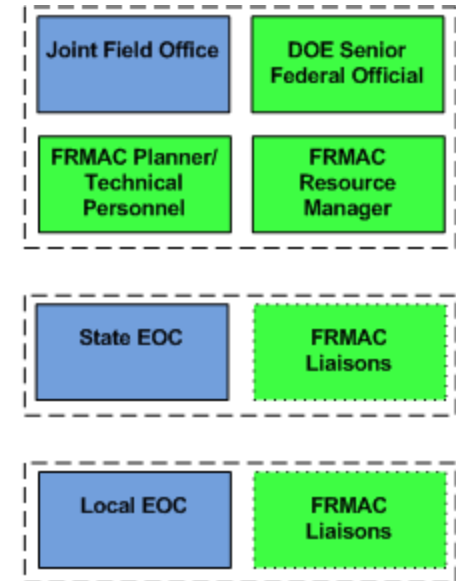 Joint Field Office
DOE Senior
Federal Official
FRMAC Planner/
Technical
Personnel
FRMAC
Resource
Manager
State EOC
FRMAC
Liaisons
Local EOC
FRMAC
Liaisons